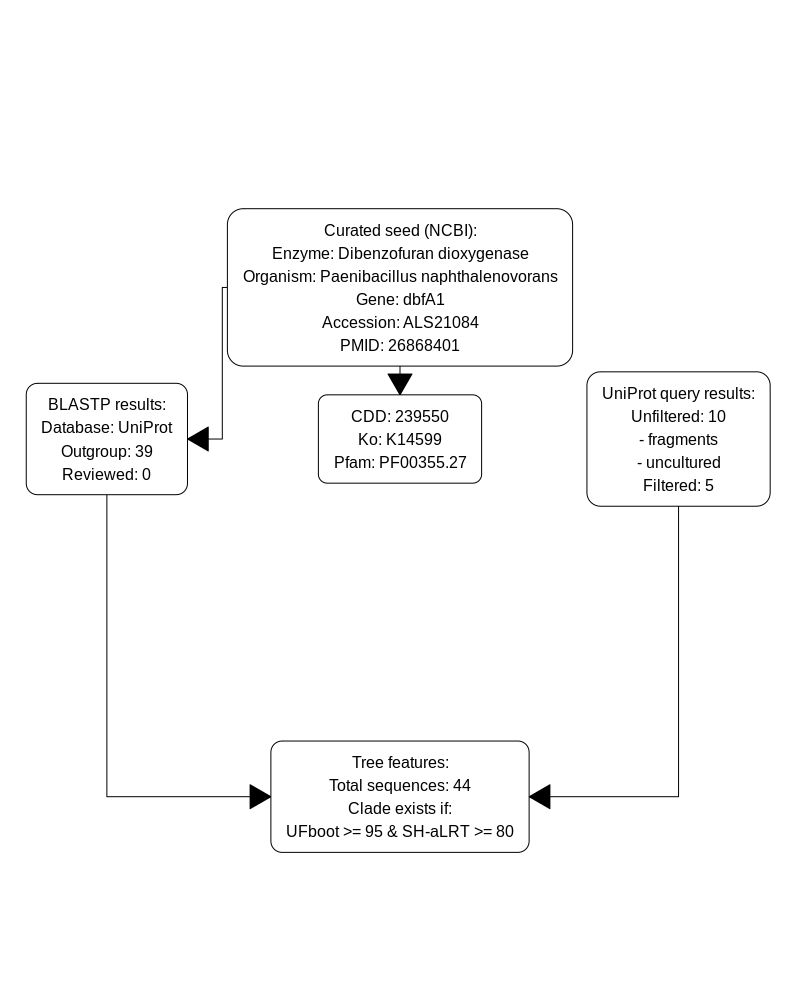 Curated seed (NCBI):
Enzyme: Dibenzofuran dioxygenase
Organism: Paenibacillus naphthalenovorans
Gene: dbfA1
Accession: ALS21084
PMID: 26868401
BLASTP results:
Database: UniProt
Outgroup: 39
Reviewed: 0
CDD: 239550
Ko: K14599
Pfam: PF00355.27
UniProt query results:
Unfiltered: 10
- fragments
- uncultured
Filtered: 5
Tree features:
Total sequences: 44
Clade exists if:
UFboot >= 95 & SH-aLRT >= 80